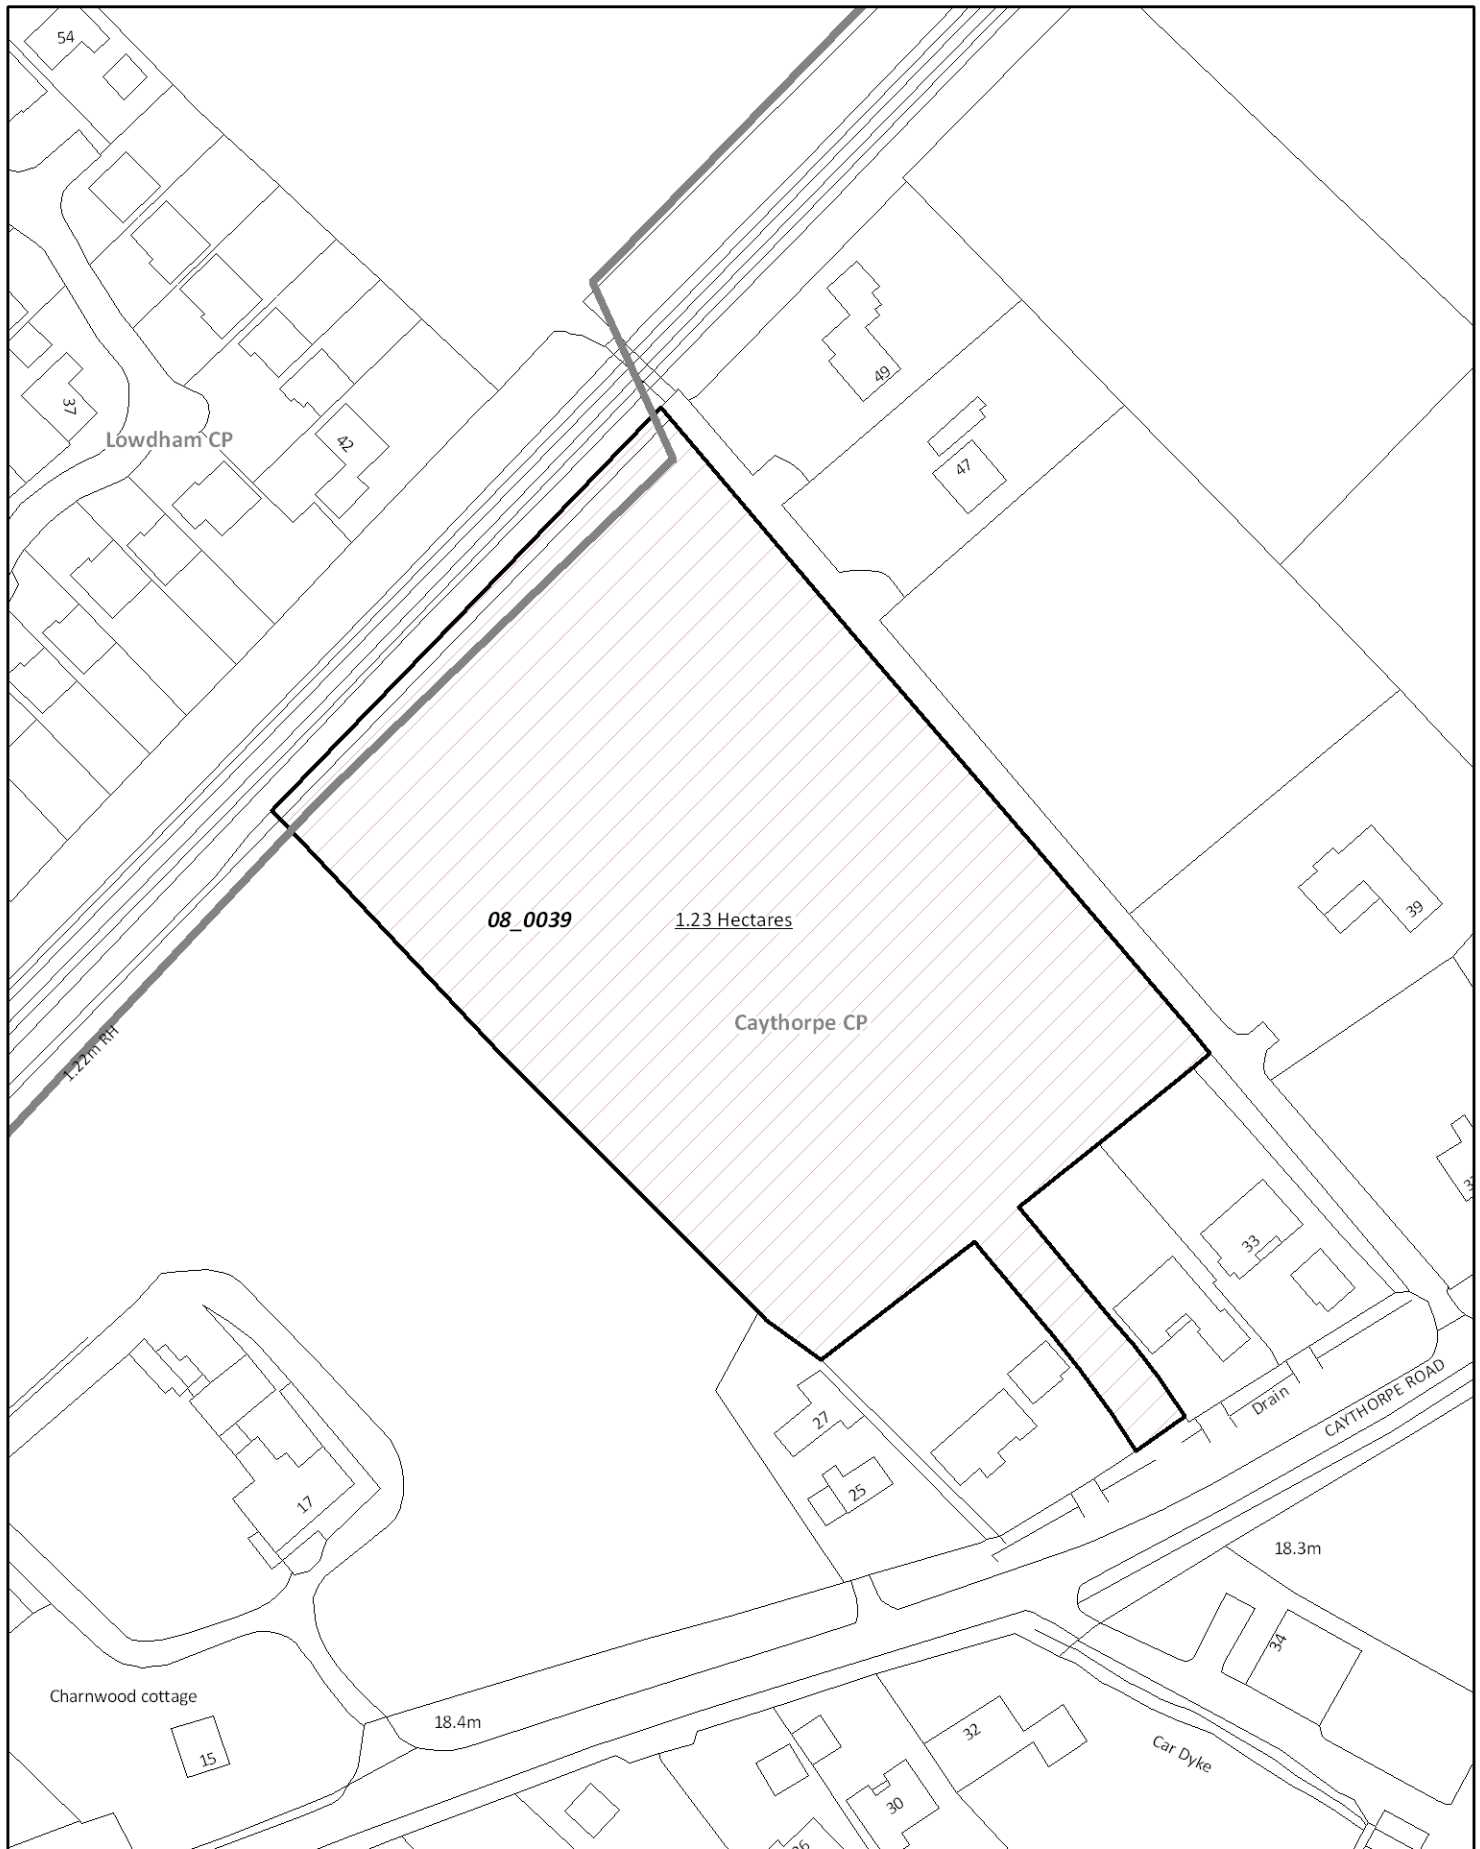 54
37
Lowdham CP
42
49
47
39
08_0039
1.23 Hectares
Caythorpe CP
1.22m RH
33
27
25
17
Drain
CAYTHORPE ROAD
18.3m
34
Charnwood cottage
15
18.4m
32
30
Car Dyke